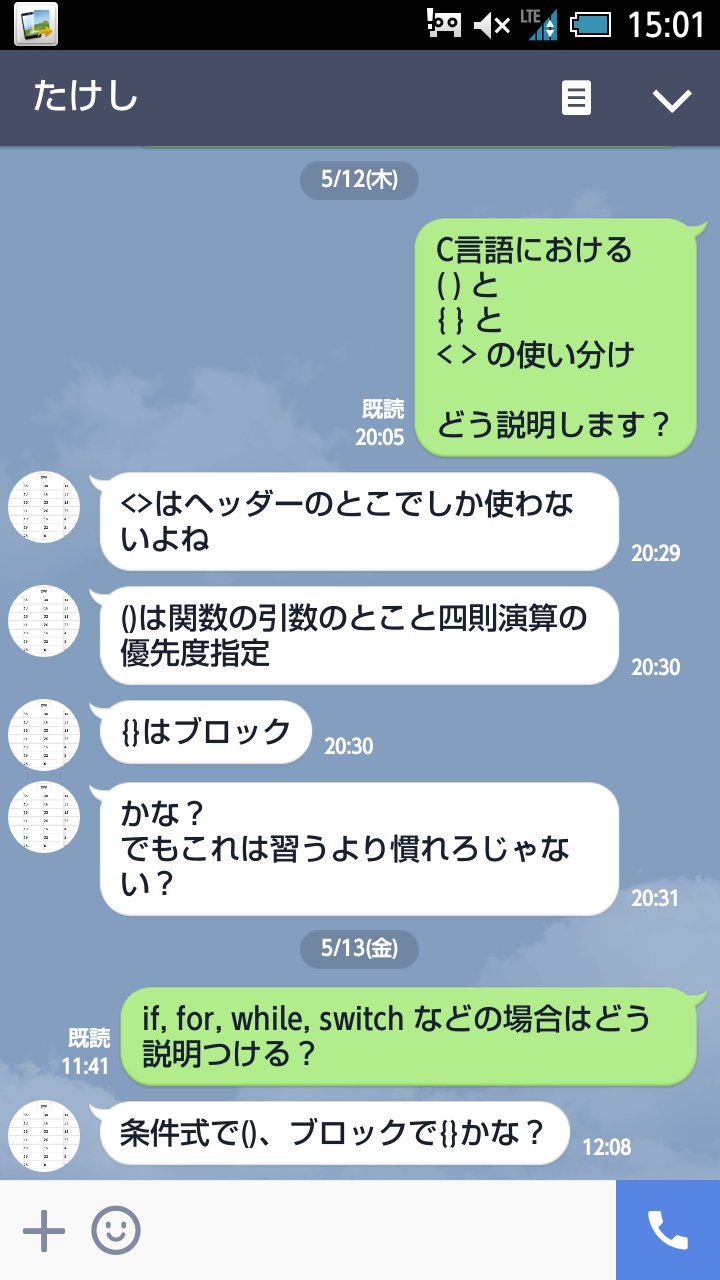 LTE 15:01
たけし
5/12(木)
C言語における
( ) と
{ } と
< > の使い分け
どう説明します？
既読
20:05
<>はヘッダーのとこでしか使わな
いよね
20:29
()は関数の引数のとこと四則演算の
優先度指定
20:30
{}はブロック
20:30
かな？
でもこれは習うより慣れろじゃな
い？
20:31
5/13(金)
if, for, while, switch などの場合はどう
説明つける？
既読
11:41
条件式で()、ブロックで{}かな？
12:08